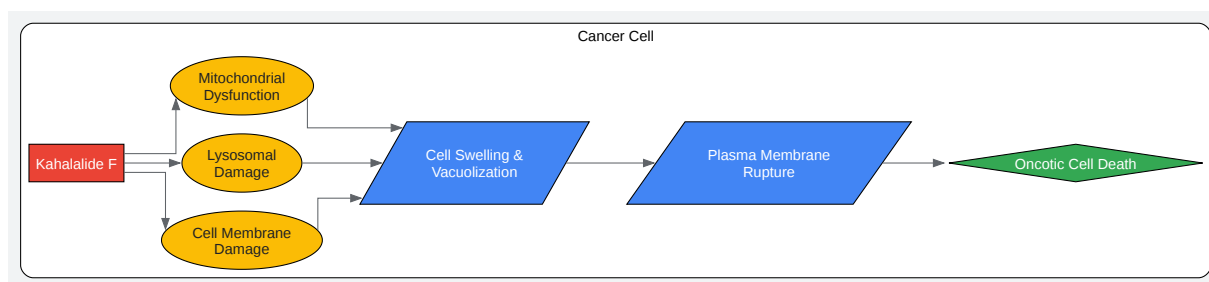 Cancer Cell
Kahalalide F
Mitochondrial
Dysfunction
Lysosomal
Damage
Cell Membrane
Damage
Cell Swelling &
Vacuolization
Plasma Membrane
Rupture
Oncotic Cell Death